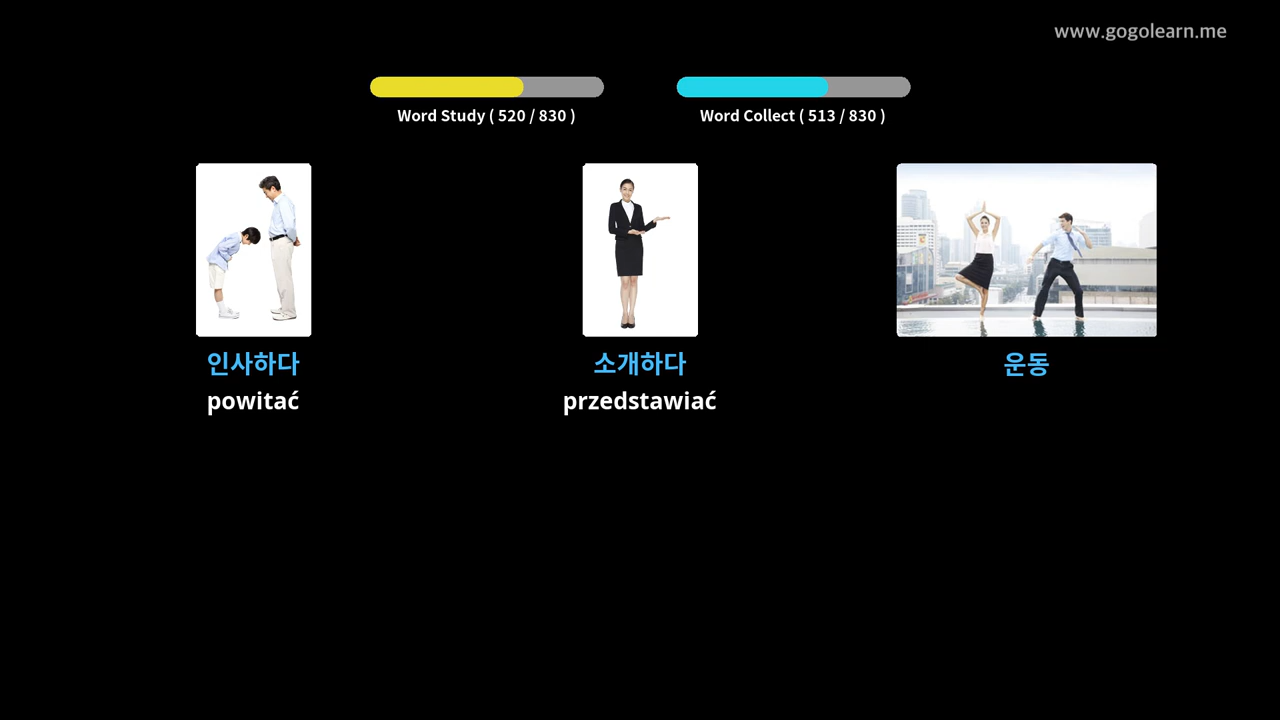 www.gogolearn.me
Word Study ( 520 / 830 )
Word Collect ( 513 / 830 )
인사하다
powitać
소개하다
przedstawiać
운동